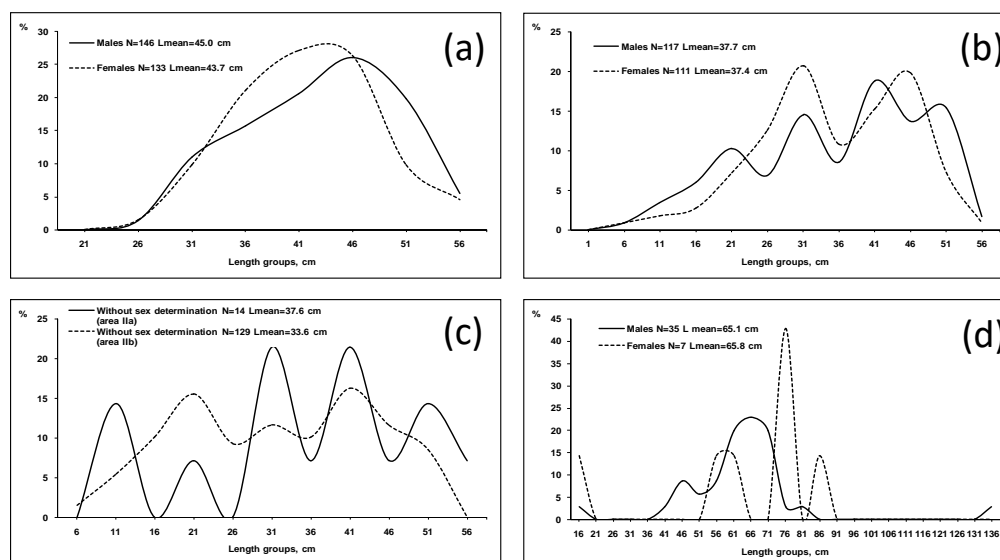 %
(a)
Males N=146 Lmean=45.0 cm
Females N=133 Lmean=43.7 cm
30
25
20
15
10
5
0
21 26 31 36 41 46 51 56
Length groups, cm
%
(b)
Males N=117 Lmean=37.7 cm
Females N=111 Lmean=37.4 cm
25
20
15
10
5
0
1 6 11 16 21 26 31 36 41 46 51 56
Length groups, cm
%
(c)
Without sex determination N=14 Lmean=37.6 cm
(area IIa)
Without sex determination N=129 Lmean=33.6 cm
(area IIb)
25
20
15
10
5
0
6 11 16 21 26 31 36 41 46 51 56
Length groups, cm
%
(d)
Males N=35 L mean=65.1 cm
Females N=7 Lmean=65.8 cm
45
40
35
30
25
20
15
10
5
0
16 21 26 31 36 41 46 51 56 61 66 71 76 81 86 91 96 101 106 111 116 121 126 131 136
Length groups, cm